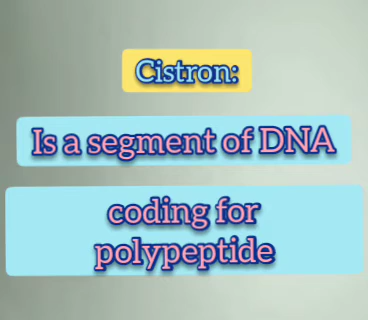 Cistron:
Is a segment of DNA
coding for
polypeptide